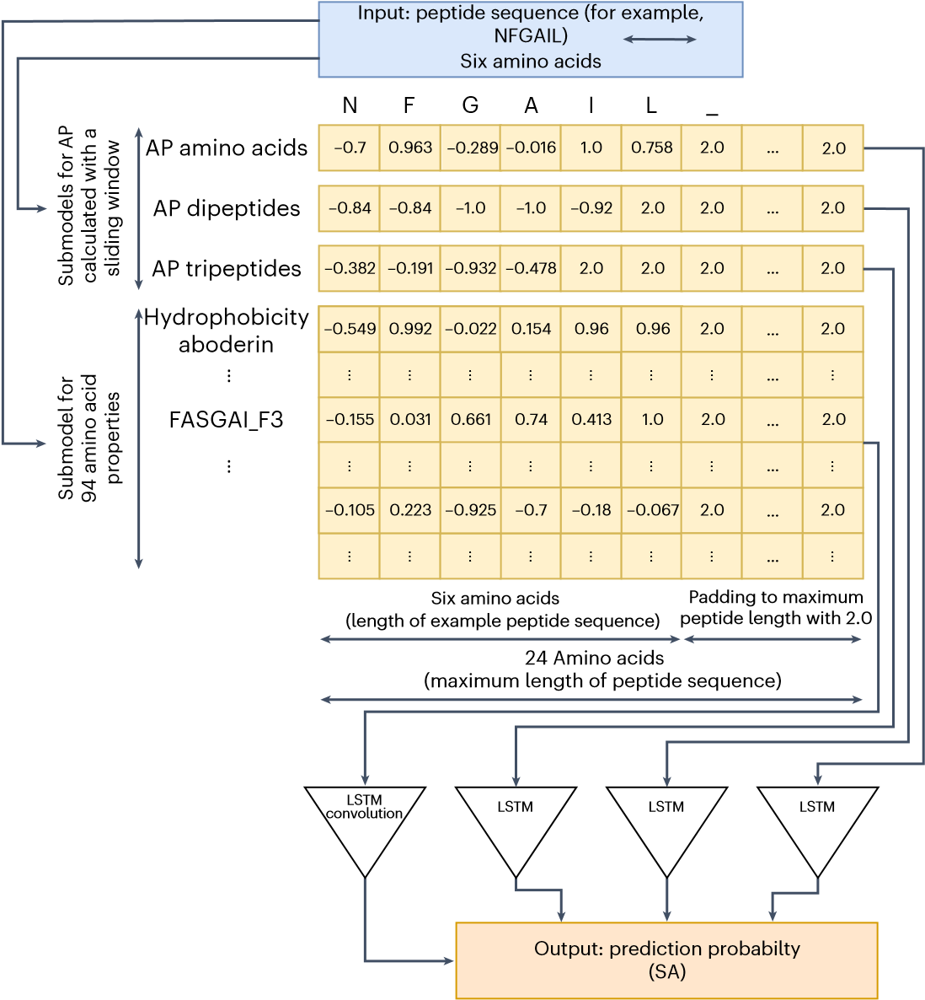 Input: peptide sequence (for example,
NFGAIL)
Six amino acids
N F G A I L _
Submodels for AP
calculated with a
sliding window
AP amino acids −0.7 0.963 −0.289 −0.016 1.0 0.758 2.0 ... 2.0
AP dipeptides −0.84 −0.84 −1.0 −1.0 −0.92 2.0 2.0 ... 2.0
AP tripeptides −0.382 −0.191 −0.932 −0.478 2.0 2.0 2.0 ... 2.0
Submodel for
94 amino acid
properties
Hydrophobicity
aboderin −0.549 0.992 −0.022 0.154 0.96 0.96 2.0 ... 2.0
⋮ ⋮ ⋮ ⋮ ⋮ ⋮ ⋮ ⋮ ... ⋮
FASGAI_F3 −0.155 0.031 0.661 0.74 0.413 1.0 2.0 ... 2.0
⋮ ⋮ ⋮ ⋮ ⋮ ⋮ ⋮ ⋮ ... ⋮
−0.105 0.223 −0.925 −0.7 −0.18 −0.067 2.0 ... 2.0
⋮ ⋮ ⋮ ⋮ ⋮ ⋮ ⋮ ... ⋮
Six amino acids
(length of example peptide sequence)
Padding to maximum
peptide length with 2.0
24 Amino acids
(maximum length of peptide sequence)
LSTM
convolution
LSTM
LSTM
LSTM
Output: prediction probabilty
(SA)